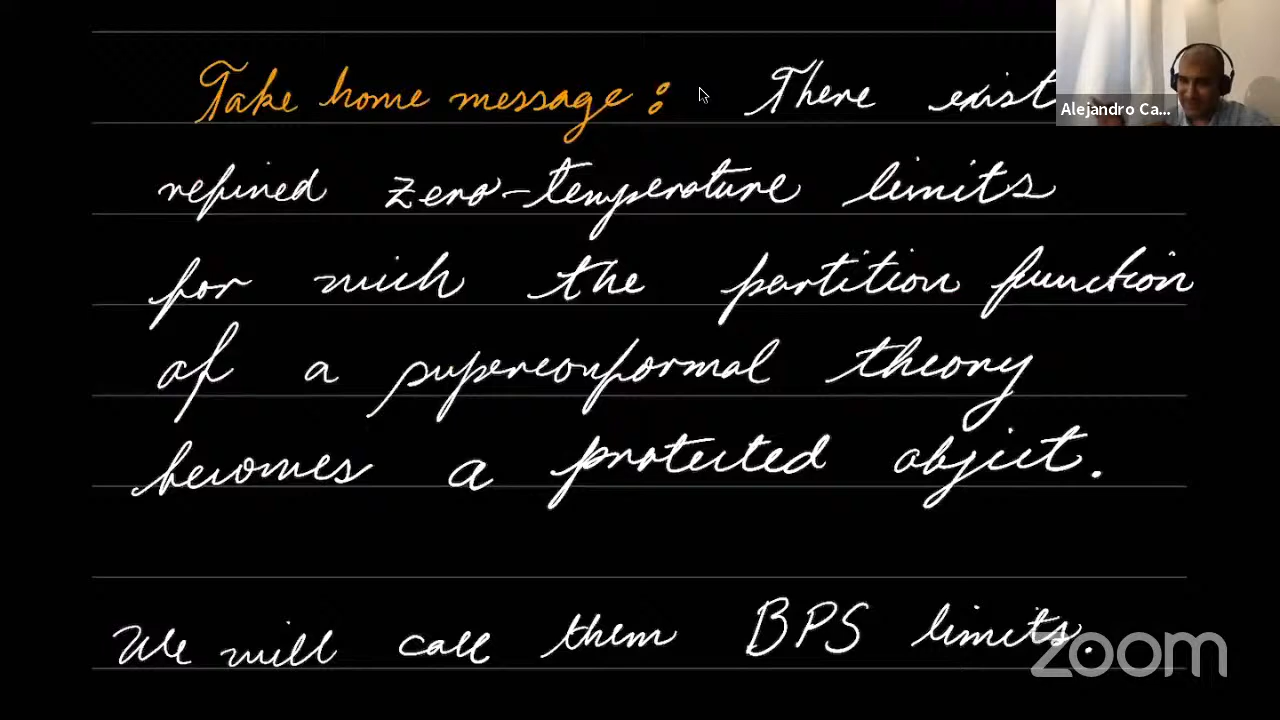 Take home message : There exist
Alejandro Ca...
refined zero-temperature limits
for wich the partition function
of a superconformal theory
becomes a protected object.
We will call them BPS limits.
zoom